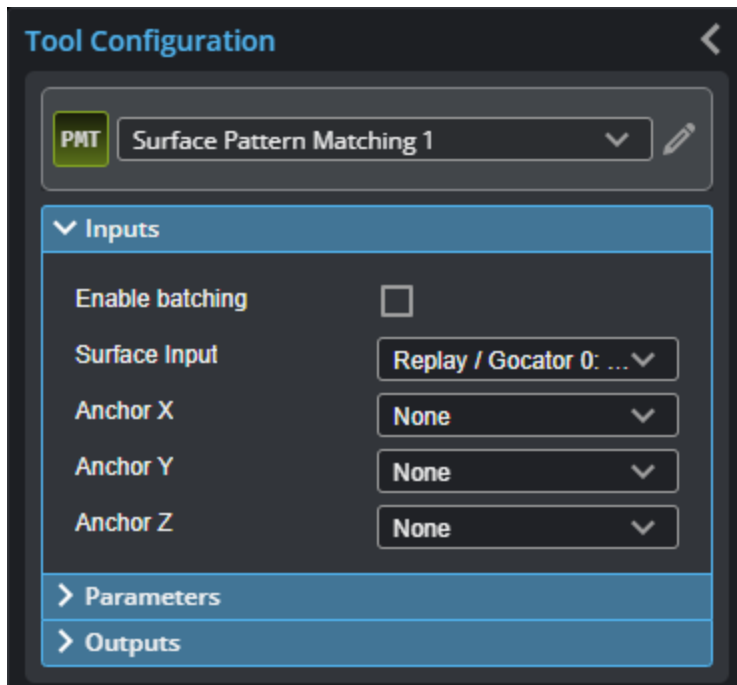 Tool Configuration
PMT Surface Pattern Matching 1
Inputs
Enable batching
Surface Input Replay / Gocator 0: ...
Anchor X None
Anchor Y None
Anchor Z None
Parameters
Outputs